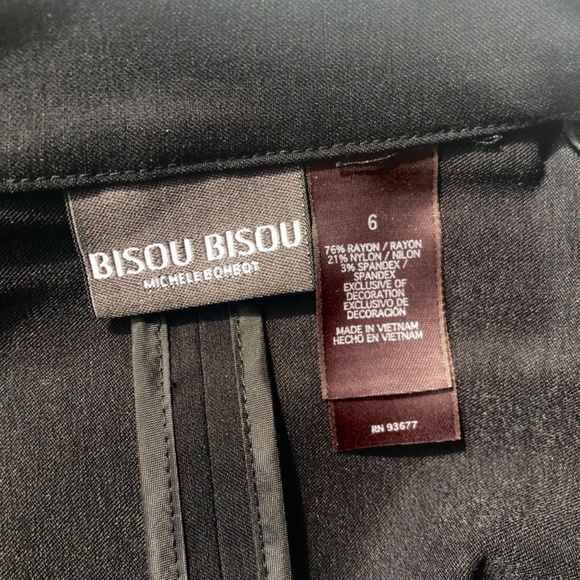 BISOU BISOU
MICHELE BOHBOT
6
76% RAYON / RAYON
21% NYLON / NILON
3% SPANDEX /
SPANDEX
EXCLUSIVE OF
DECORATION
EXCLUSIVO DE
DECORACIÓN
MADE IN VIETNAM
HECHO EN VIETNAM
RN 93677